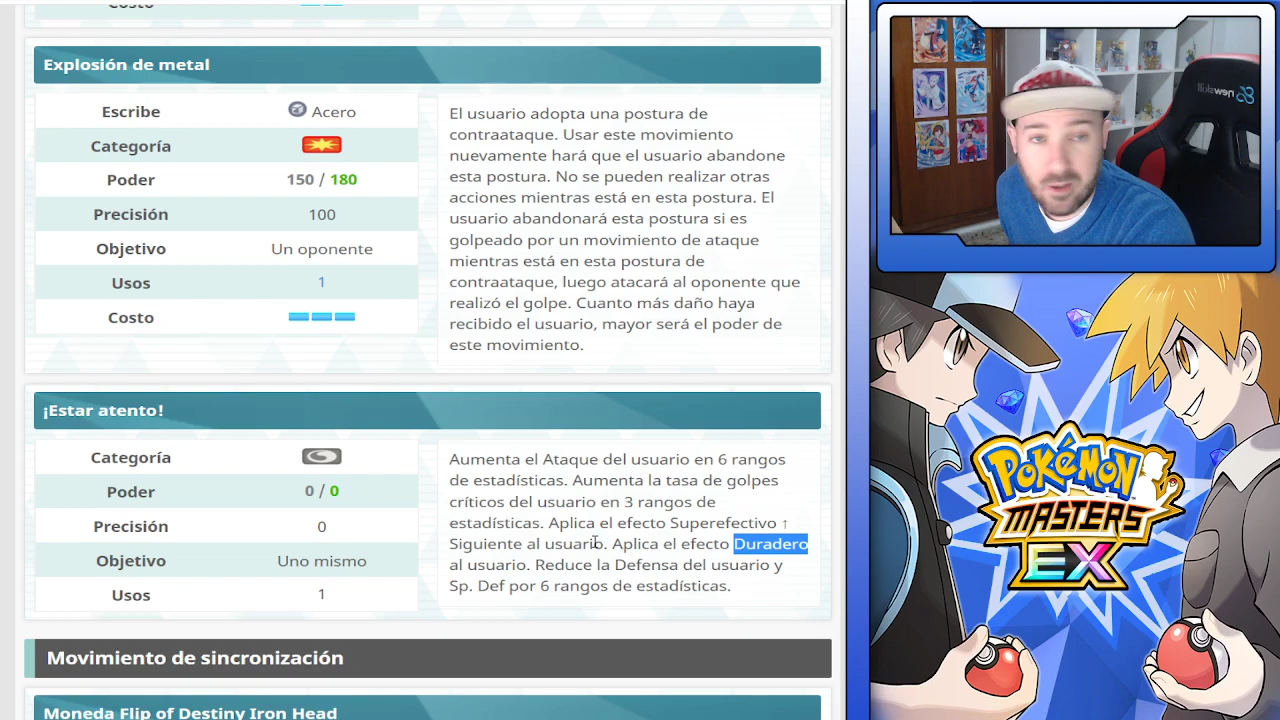 Costo
Explosión de metal
Escribe
Acero
Categoría
Poder
150 / 180
Precisión
100
Objetivo
Un oponente
Usos
1
Costo
El usuario adopta una postura de
contraataque. Usar este movimiento
nuevamente hará que el usuario abandone
esta postura. No se pueden realizar otras
acciones mientras está en esta postura. El
usuario abandonará esta postura si es
golpeado por un movimiento de ataque
mientras está en esta postura de
contraataque, luego atacará al oponente que
realizó el golpe. Cuanto más daño haya
recibido el usuario, mayor será el poder de
este movimiento.
¡Estar atento!
Categoría
Poder
0 / 0
Precisión
0
Objetivo
Uno mismo
Usos
1
Aumenta el Ataque del usuario en 6 rangos
de estadísticas. Aumenta la tasa de golpes
críticos del usuario en 3 rangos de
estadísticas. Aplica el efecto Superefectivo ↑
Siguiente al usuario. Aplica el efecto Duradero
al usuario. Reduce la Defensa del usuario y
Sp. Def por 6 rangos de estadísticas.
Movimiento de sincronización
Moneda Flip of Destiny Iron Head
newskill
POKéMON
MASTERS
EX